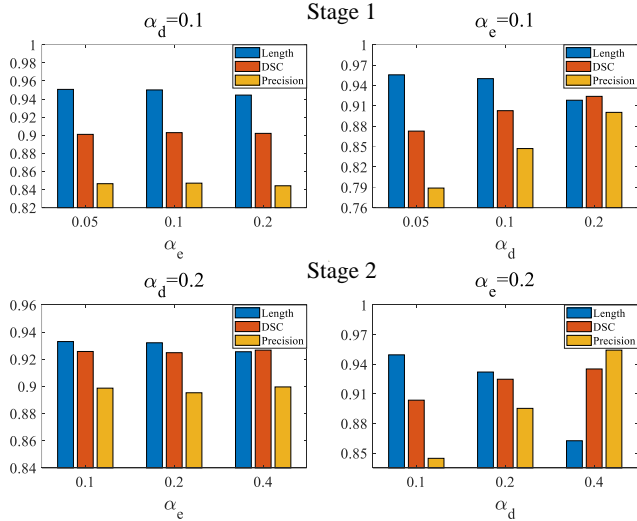 Stage 1
α_d=0.1
1
0.98
0.96
0.94
0.92
0.9
0.88
0.86
0.84
0.82
Length
DSC
Precision
0.05 0.1 0.2
α_e
α_e=0.1
1
0.97
0.94
0.91
0.88
0.85
0.82
0.79
0.76
Length
DSC
Precision
0.05 0.1 0.2
α_d
Stage 2
α_d=0.2
0.96
0.94
0.92
0.9
0.88
0.86
0.84
Length
DSC
Precision
0.1 0.2 0.4
α_e
α_e=0.2
1
0.97
0.94
0.91
0.88
0.85
Length
DSC
Precision
0.1 0.2 0.4
α_d